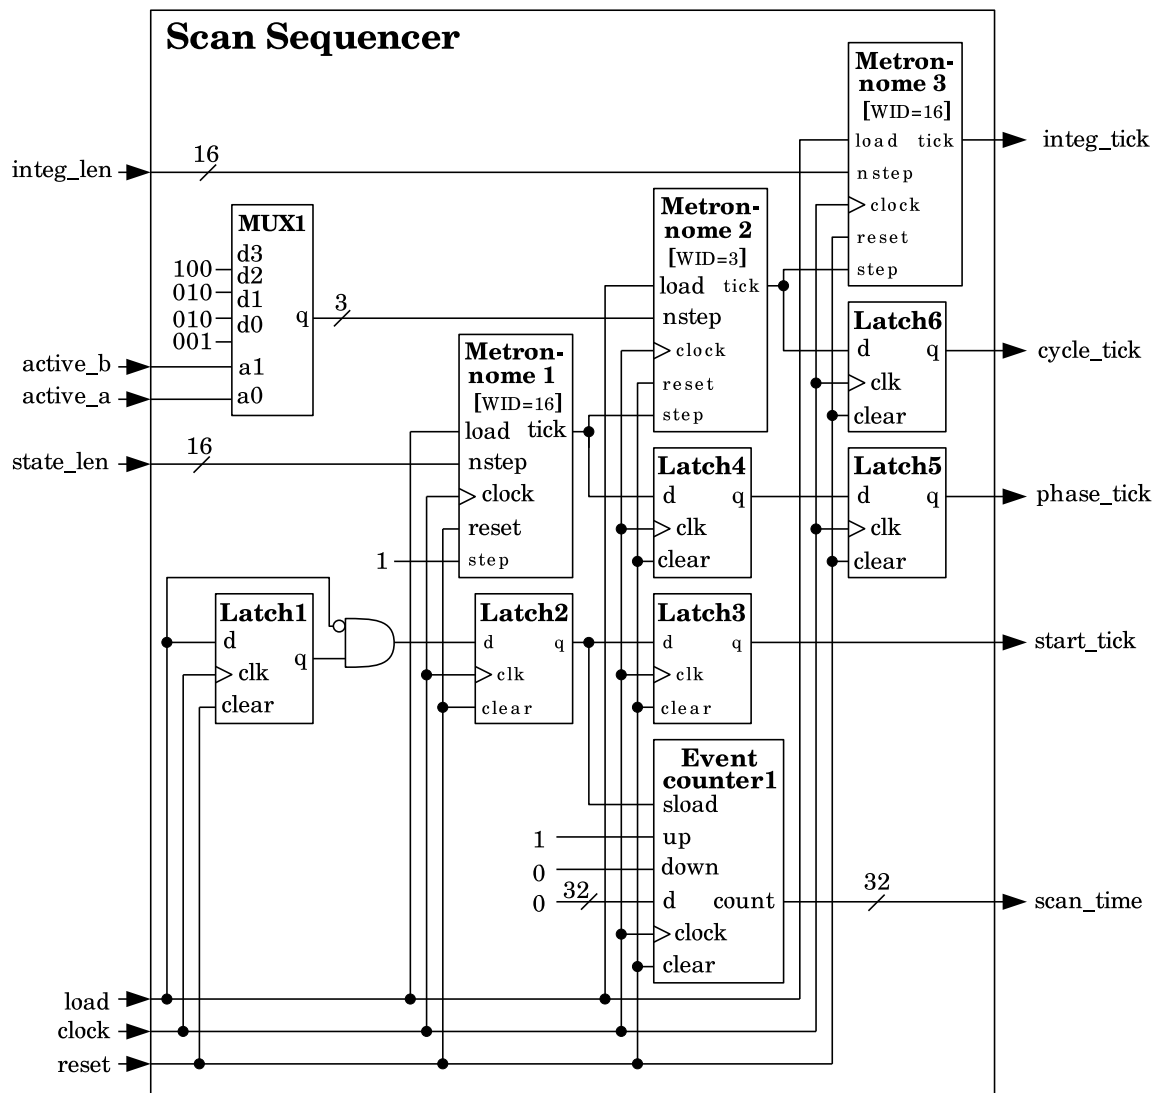 Scan Sequencer
Metron-
nome 3
[WID=16]
load tick
nstep
clock
reset
step
integ_len
16
integ_tick
MUX1
d3
d2
d1
d0
100
010
010
001
q
3
a1
a0
active_b
active_a
Metron-
nome 2
[WID=3]
load tick
nstep
clock
reset
step
Latch6
d q
clk
clear
cycle_tick
Metron-
nome 1
[WID=16]
load tick
nstep
clock
reset
step
1
state_len
16
Latch4
d q
clk
clear
Latch5
d q
clk
clear
phase_tick
Latch1
d
q
clk
clear
Latch2
d q
clk
clear
Latch3
d q
clk
clear
start_tick
Event
counter1
sload
up
down
d count
clock
clear
1
0
0
32
32
scan_time
load
clock
reset